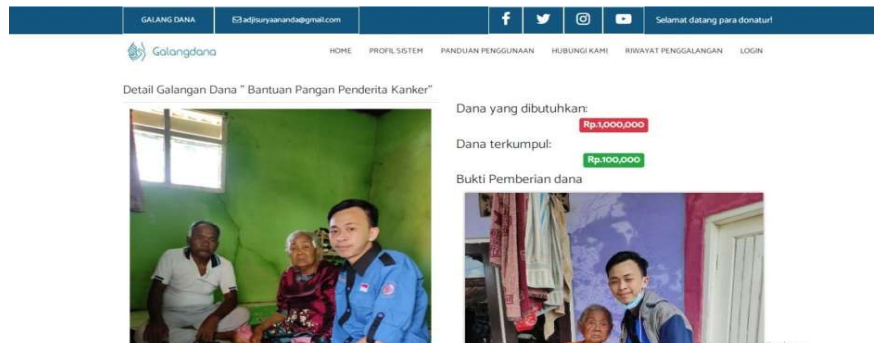 GALANG DANA
adjisuryaananda@gmail.com
Selamat datang para donatur!
Galangdana
HOME
PROFIL SISTEM
PANDUAN PENGGUNAAN
HUBUNGI KAMI
RIWAYAT PENGGALANGAN
LOGIN
Detail Galangan Dana " Bantuan Pangan Penderita Kanker"
Dana yang dibutuhkan:
Rp.1,000,000
Dana terkumpul:
Rp.100,000
Bukti Pemberian dana